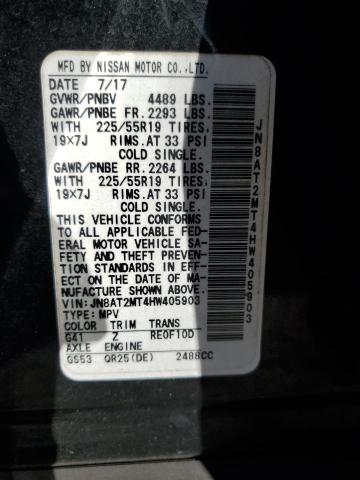 MFD BY NISSAN MOTOR CO.,LTD.
DATE 7/17
GVWR/PNBV 4489 LBS.
GAWR/PNBE FR. 2293 LBS.
WITH 225/55R19 TIRES,
19X7J RIMS.AT 33 PSI
COLD SINGLE.
GAWR/PNBE RR. 2264 LBS.
WITH 225/55R19 TIRES,
19X7J RIMS.AT 33 PSI
COLD SINGLE.
THIS VEHICLE CONFORMS
TO ALL APPLICABLE FED-
ERAL MOTOR VEHICLE SA-
FETY AND THEFT PREVEN-
TION STANDARDS IN EFF-
ECT ON THE DATE OF MA-
NUFACTURE SHOWN ABOVE.
VIN:JN8AT2MT4HW405903
TYPE:MPV
COLOR TRIM TRANS
G41 Z RE0F10D
AXLE ENGINE
GS53 QR25(DE) 2488CC
JN8AT2MT4HW405903